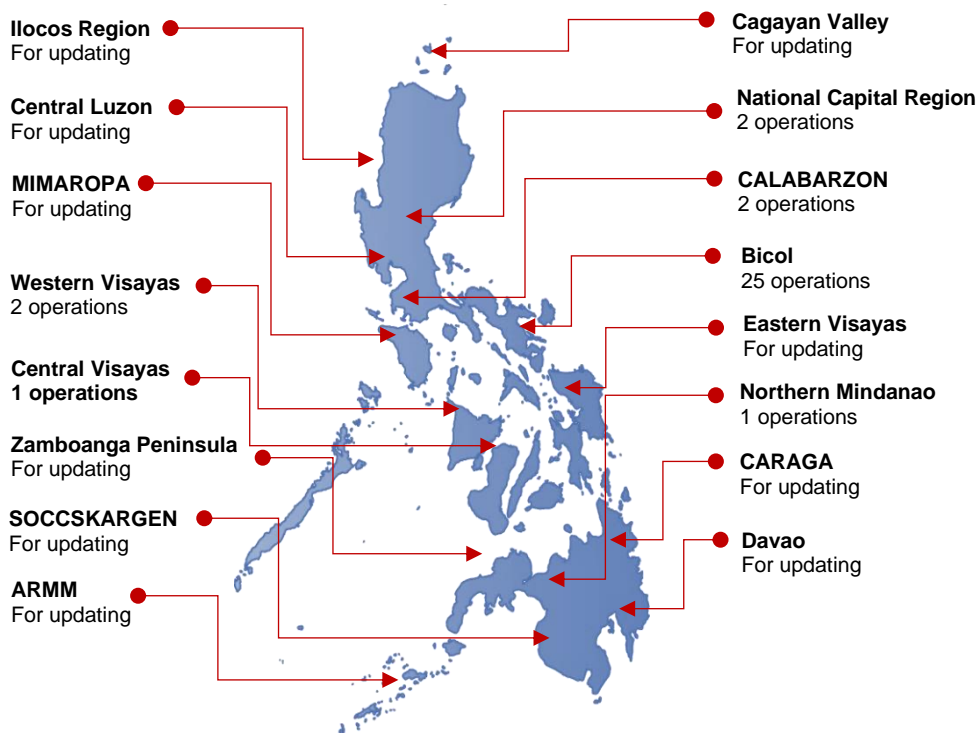 Ilocos Region
For updating
Central Luzon
For updating
MIMAROPA
For updating
Western Visayas
2 operations
Central Visayas
1 operations
Zamboanga Peninsula
For updating
SOCCSKARGEN
For updating
ARMM
For updating
Cagayan Valley
For updating
National Capital Region
2 operations
CALABARZON
2 operations
Bicol
25 operations
Eastern Visayas
For updating
Northern Mindanao
1 operations
CARAGA
For updating
Davao
For updating